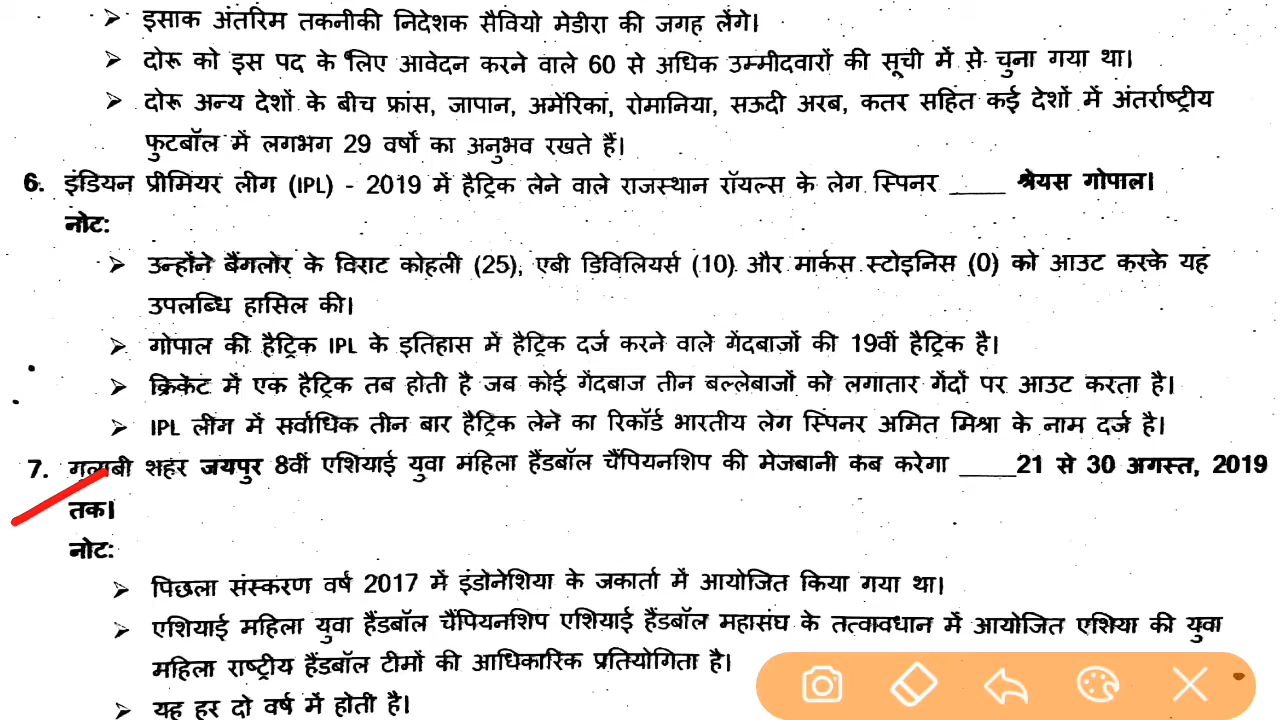 ➢ इसाक अंतरिम तकनीकी निदेशक सैवियो मेडीरा की जगह लेंगे।
➢ दोरू को इस पद के लिए आवेदन करने वाले 60 से अधिक उम्मीदवारों की सूची में से चुना गया था।
➢ दोरू अन्य देशों के बीच फ्रांस, जापान, अमेरिका, रोमानिया, सऊदी अरब, कतर सहित कई देशों में अंतर्राष्ट्रीय
फुटबॉल में लगभग 29 वर्षों का अनुभव रखते हैं।
6. इंडियन प्रीमियर लीग (IPL) - 2019 में हैट्रिक लेने वाले राजस्थान रॉयल्स के लेग स्पिनर ____ श्रेयस गोपाल।
नोट:
➢ उन्होंने बैंगलोर के विराट कोहली (25), एबी डिविलियर्स (10) और मार्कस स्टोइनिस (0) को आउट करके यह
उपलब्धि हासिल की।
➢ गोपाल की हैट्रिक IPL के इतिहास में हैट्रिक दर्ज करने वाले गेंदबाजों की 19वीं हैट्रिक है।
➢ क्रिकेट में एक हैट्रिक तब होती है जब कोई गेंदबाज तीन बल्लेबाजों को लगातार गेंदों पर आउट करता है।
➢ IPL लीग में सर्वाधिक तीन बार हैट्रिक लेने का रिकॉर्ड भारतीय लेग स्पिनर अमित मिश्रा के नाम दर्ज है।
7. गुलाबी शहर जयपुर 8वीं एशियाई युवा महिला हैंडबॉल चैंपियनशिप की मेजबानी कब करेगा ____21 से 30 अगस्त, 2019
तक।
नोट:
➢ पिछला संस्करण वर्ष 2017 में इंडोनेशिया के जकार्ता में आयोजित किया गया था।
➢ एशियाई महिला युवा हैंडबॉल चैंपियनशिप एशियाई हैंडबॉल महासंघ के तत्वावधान में आयोजित एशिया की युवा
महिला राष्ट्रीय हैंडबॉल टीमों की आधिकारिक प्रतियोगिता है।
➢ यह हर दो वर्ष में होती है।